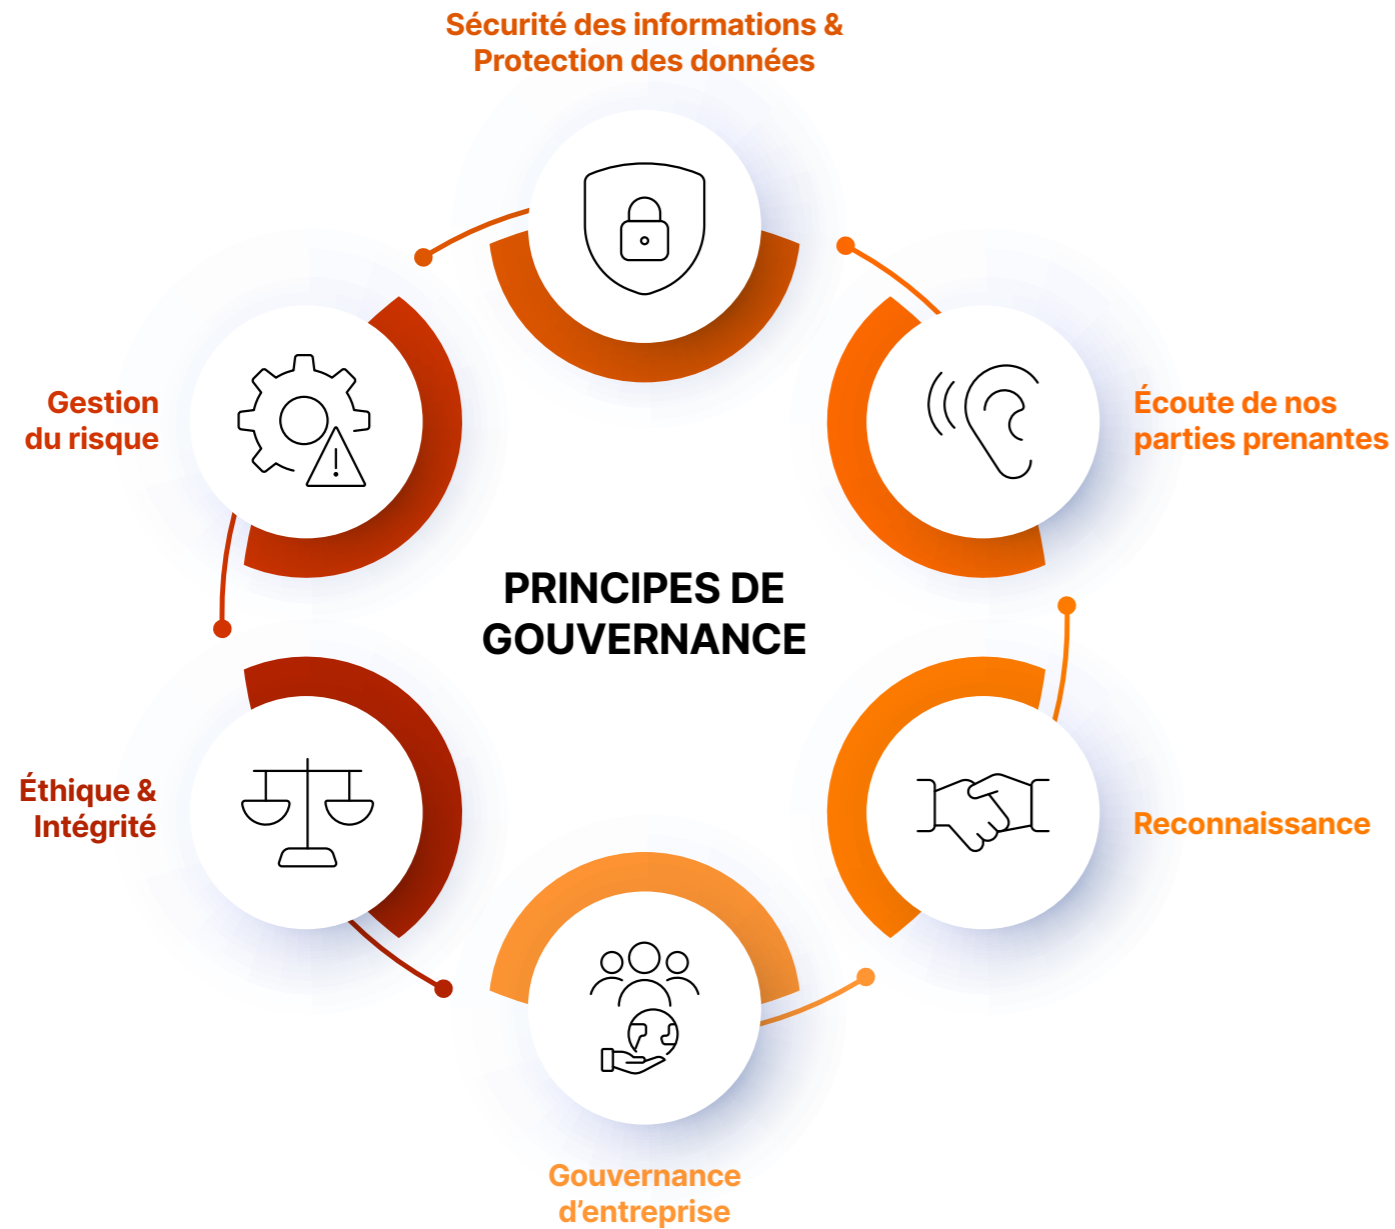 Sécurité des informations &
Protection des données
Gestion
du risque
Écoute de nos
parties prenantes
PRINCIPES DE
GOUVERNANCE
Éthique &
Intégrité
Reconnaissance
Gouvernance
d’entreprise